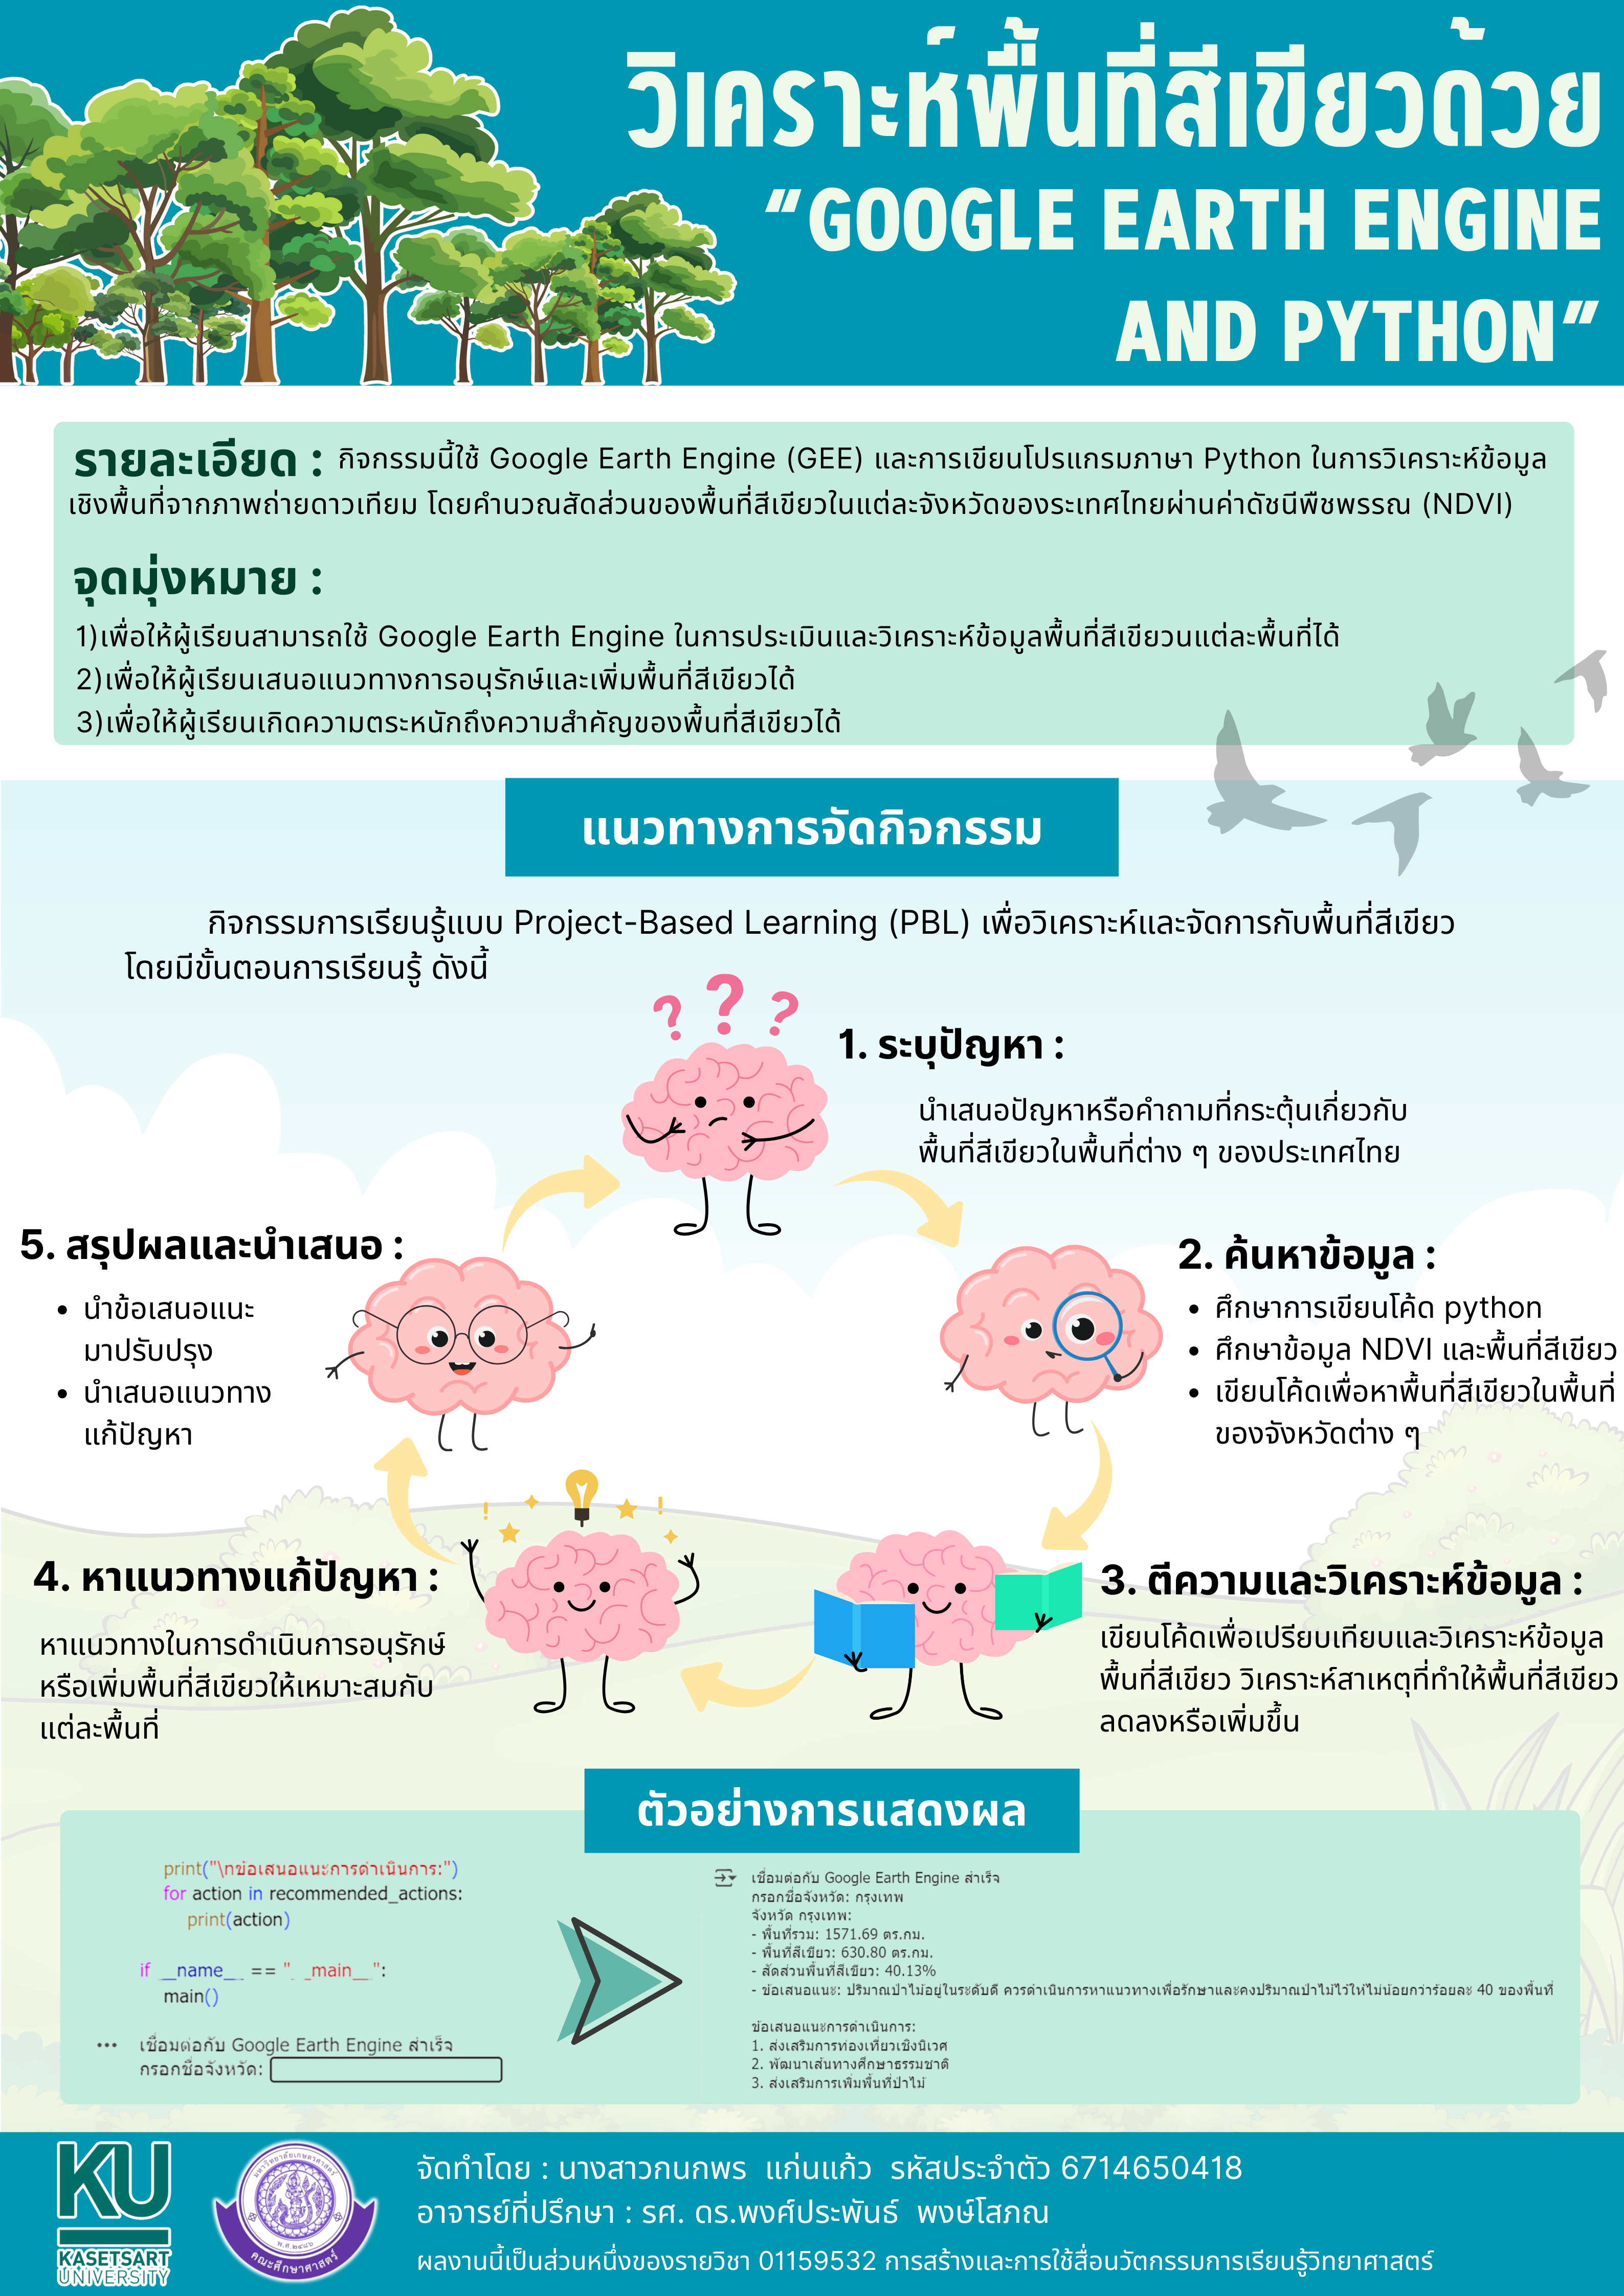 วิเคราะห์พื้นที่สีเขียวด้วย
"GOOGLE EARTH ENGINE
AND PYTHON"
รายละเอียด : กิจกรรมนี้ใช้ Google Earth Engine (GEE) และการเขียนโปรแกรมภาษา Python ในการวิเคราะห์ข้อมูล
เชิงพื้นที่จากภาพถ่ายดาวเทียม โดยคำนวณสัดส่วนของพื้นที่สีเขียวในแต่ละจังหวัดของระเทศไทยผ่านค่าดัชนีพืชพรรณ (NDVI)
จุดมุ่งหมาย :
1)เพื่อให้ผู้เรียนสามารถใช้ Google Earth Engine ในการประเมินและวิเคราะห์ข้อมูลพื้นที่สีเขียวนแต่ละพื้นที่ได้
2)เพื่อให้ผู้เรียนเสนอแนวทางการอนุรักษ์และเพิ่มพื้นที่สีเขียวได้
3)เพื่อให้ผู้เรียนเกิดความตระหนักถึงความสำคัญของพื้นที่สีเขียวได้
แนวทางการจัดกิจกรรม
กิจกรรมการเรียนรู้แบบ Project-Based Learning (PBL) เพื่อวิเคราะห์และจัดการกับพื้นที่สีเขียว
โดยมีขั้นตอนการเรียนรู้ ดังนี้
? ? ?
1. ระบุปัญหา :
นำเสนอปัญหาหรือคำถามที่กระตุ้นเกี่ยวกับ
พื้นที่สีเขียวในพื้นที่ต่าง ๆ ของประเทศไทย
2. ค้นหาข้อมูล :
• ศึกษาการเขียนโค้ด python
• ศึกษาข้อมูล NDVI และพื้นที่สีเขียว
• เขียนโค้ดเพื่อหาพื้นที่สีเขียวในพื้นที่
ของจังหวัดต่าง ๆ
3. ตีความและวิเคราะห์ข้อมูล :
เขียนโค้ดเพื่อเปรียบเทียบและวิเคราะห์ข้อมูล
พื้นที่สีเขียว วิเคราะห์สาเหตุที่ทำให้พื้นที่สีเขียว
ลดลงหรือเพิ่มขึ้น
4. หาแนวทางแก้ปัญหา :
หาแนวทางในการดำเนินการอนุรักษ์
หรือเพิ่มพื้นที่สีเขียวให้เหมาะสมกับ
แต่ละพื้นที่
5. สรุปผลและนำเสนอ :
• นำข้อเสนอแนะ
มาปรับปรุง
• นำเสนอแนวทาง
แก้ปัญหา
ตัวอย่างการแสดงผล
print("\nข้อเสนอแนะการดำเนินการ:")
for action in recommended_actions:
print(action)
if __name__ == "__main__":
main()
••• เชื่อมต่อกับ Google Earth Engine สำเร็จ
กรอกชื่อจังหวัด:
เชื่อมต่อกับ Google Earth Engine สำเร็จ
กรอกชื่อจังหวัด: กรุงเทพ
จังหวัด กรุงเทพ:
- พื้นที่รวม: 1571.69 ตร.กม.
- พื้นที่สีเขียว: 630.80 ตร.กม.
- สัดส่วนพื้นที่สีเขียว: 40.13%
- ข้อเสนอแนะ: ปริมาณป่าไม้อยู่ในระดับดี ควรดำเนินการหาแนวทางเพื่อรักษาและคงปริมาณป่าไม้ไว้ให้ไม่น้อยกว่าร้อยละ 40 ของพื้นที่
ข้อเสนอแนะการดำเนินการ:
1. ส่งเสริมการท่องเที่ยวเชิงนิเวศ
2. พัฒนาเส้นทางศึกษาธรรมชาติ
3. ส่งเสริมการเพิ่มพื้นที่ป่าไม้
KU
KASETSART
UNIVERSITY
มหาวิทยาลัยเกษตรศาสตร์
พ.ศ.๒๔๘๖
คณะศึกษาศาสตร์
จัดทำโดย : นางสาวกนกพร แก่นแก้ว รหัสประจำตัว 6714650418
อาจารย์ที่ปรึกษา : รศ. ดร.พงศ์ประพันธ์ พงษ์โสภณ
ผลงานนี้เป็นส่วนหนึ่งของรายวิชา 01159532 การสร้างและการใช้สื่อนวัตกรรมการเรียนรู้วิทยาศาสตร์